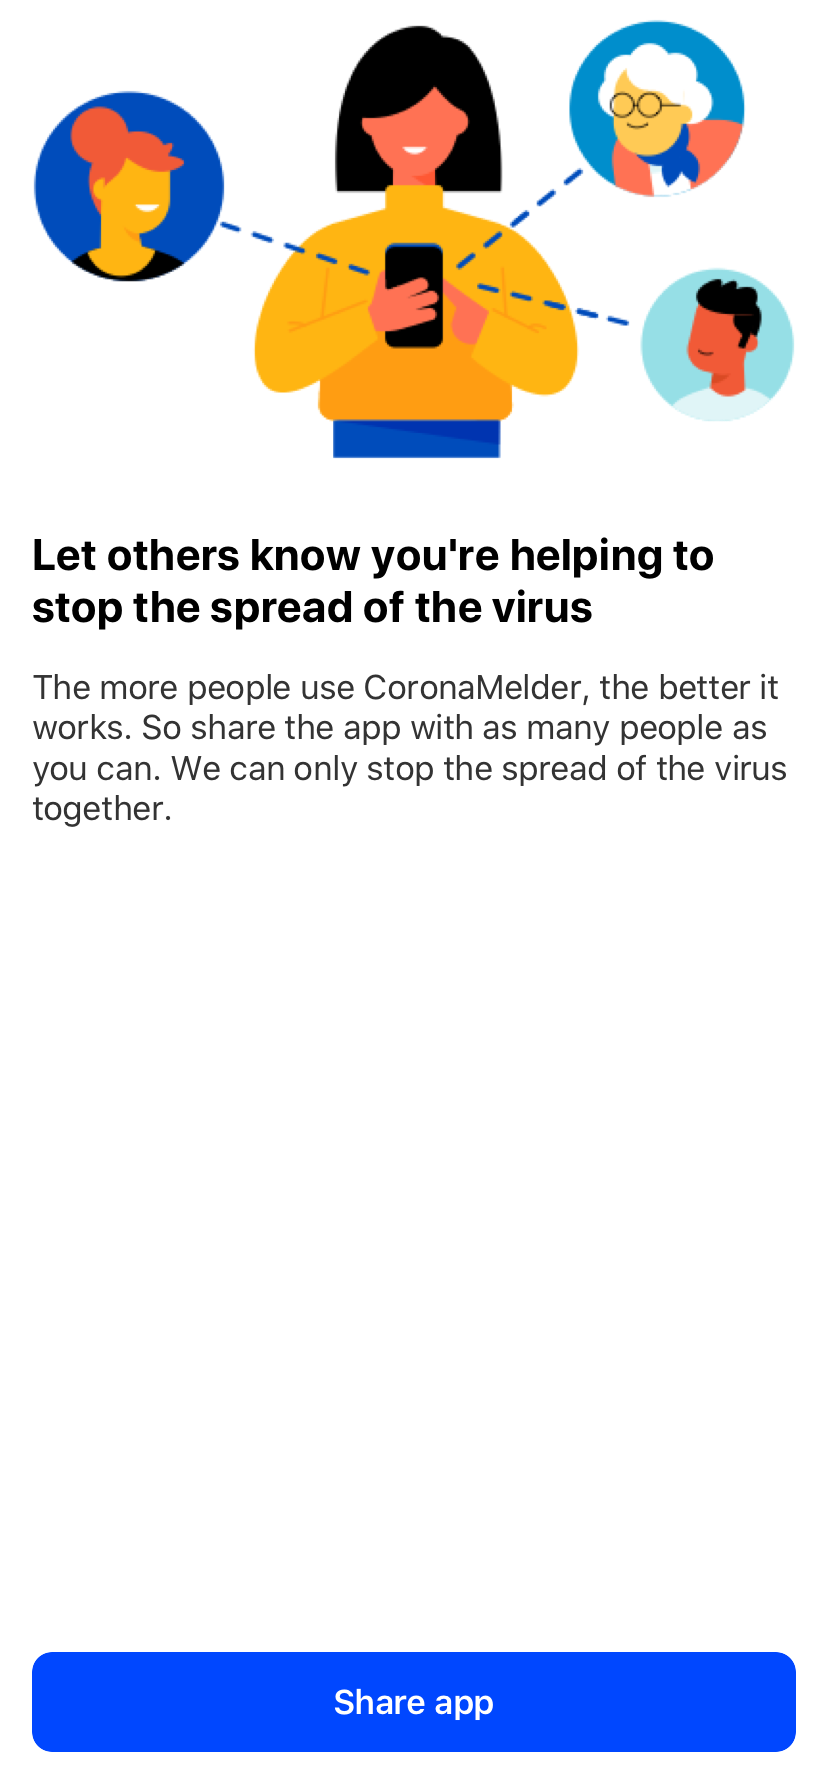 Let others know you're helping to
stop the spread of the virus
The more people use CoronaMelder, the better it
works. So share the app with as many people as
you can. We can only stop the spread of the virus
together.
Share app